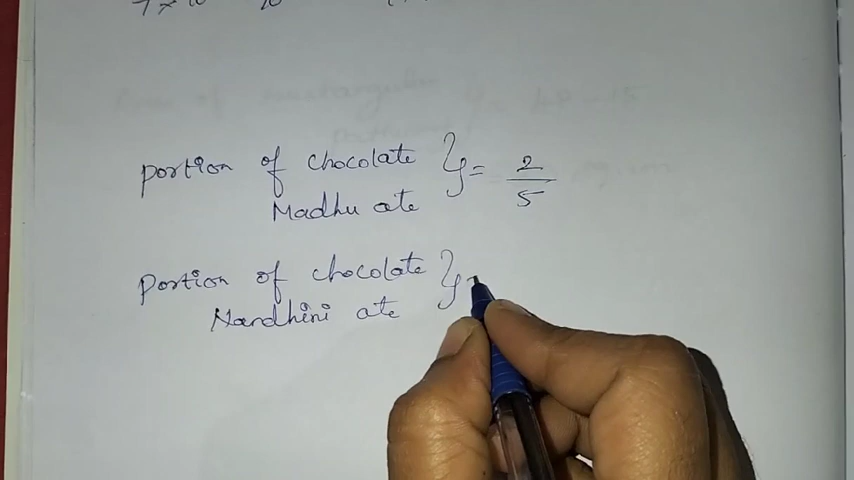 portion of chocolate } = 2/5
Madhu ate
portion of chocolate }
Nandhini ate